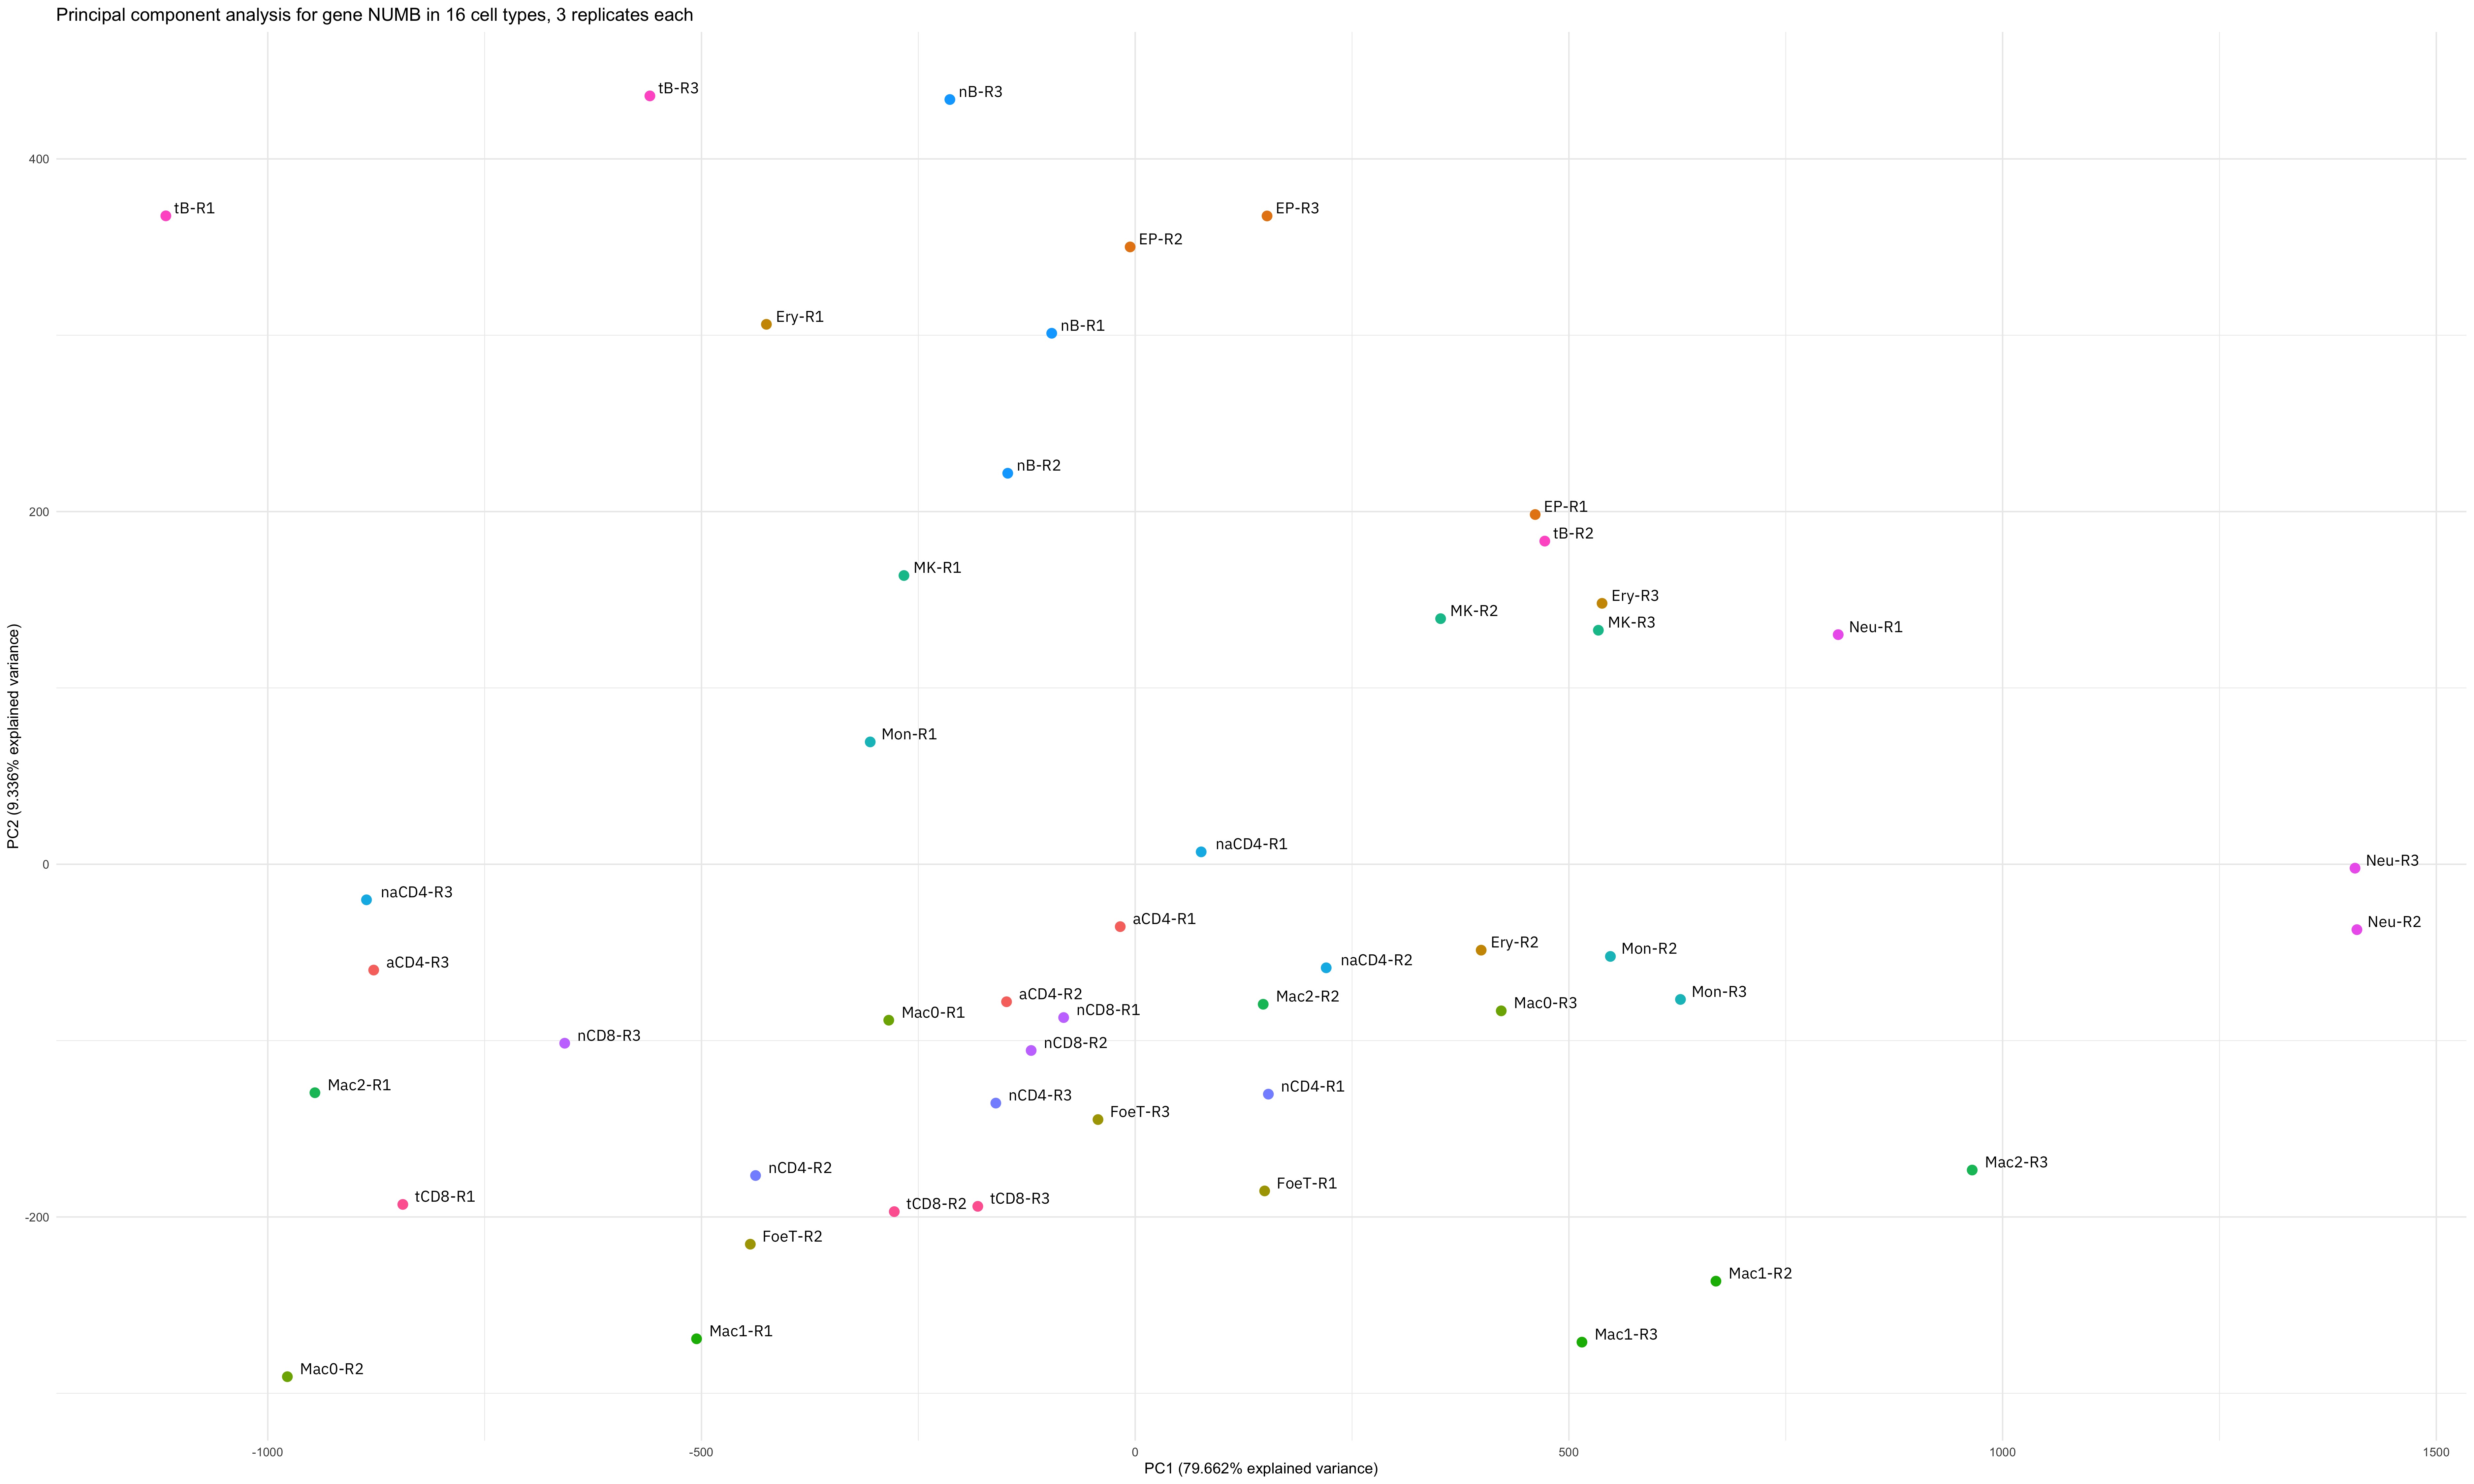 Principal component analysis for gene NUMB in 16 cell types, 3 replicates each
tB-R3
nB-R3
400
tB-R1
EP-R3
EP-R2
Ery-R1
nB-R1
nB-R2
200
EP-R1
tB-R2
MK-R1
Ery-R3
MK-R2
MK-R3
Neu-R1
PC2 (9.336% explained variance)
Mon-R1
naCD4-R1
0
Neu-R3
naCD4-R3
aCD4-R1
Neu-R2
Ery-R2
Mon-R2
aCD4-R3
naCD4-R2
Mon-R3
aCD4-R2
Mac2-R2
Mac0-R3
nCD8-R1
Mac0-R1
nCD8-R3
nCD8-R2
Mac2-R1
nCD4-R1
nCD4-R3
FoeT-R3
Mac2-R3
nCD4-R2
FoeT-R1
tCD8-R1
tCD8-R3
tCD8-R2
-200
FoeT-R2
Mac1-R2
Mac1-R1
Mac1-R3
Mac0-R2
-1000
-500
0
500
1000
1500
PC1 (79.662% explained variance)